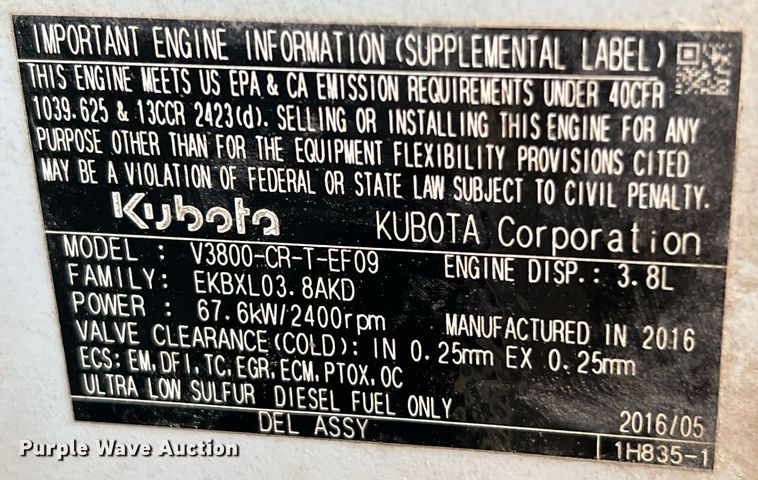 IMPORTANT ENGINE INFORMATION (SUPPLEMENTAL LABEL)
THIS ENGINE MEETS US EPA & CA EMISSION REQUIREMENTS UNDER 40CFR
1039.625 & 13CCR 2423(d). SELLING OR INSTALLING THIS ENGINE FOR ANY
PURPOSE OTHER THAN FOR THE EQUIPMENT FLEXIBILITY PROVISIONS CITED
MAY BE A VIOLATION OF FEDERAL OR STATE LAW SUBJECT TO CIVIL PENALTY.
Kubota KUBOTA Corporation
MODEL : V3800-CR-T-EF09 ENGINE DISP.: 3.8L
FAMILY: EKBXL03.8AKD
POWER : 67.6kW/2400rpm MANUFACTURED IN 2016
VALVE CLEARANCE(COLD): IN 0.25mm EX 0.25mm
ECS: EM,DFI,TC,EGR,ECM,PTOX,OC
ULTRA LOW SULFUR DIESEL FUEL ONLY
DEL ASSY 2016/05
1H835-1
Purple Wave Auction